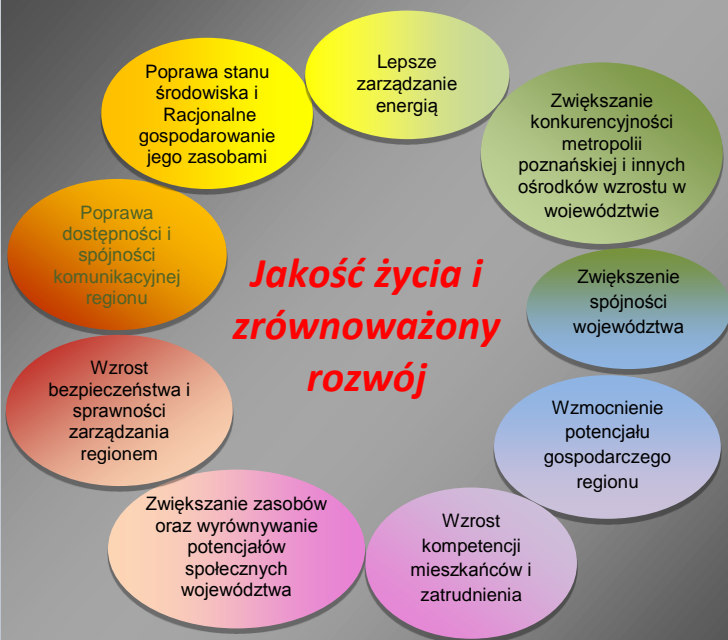 Lepsze
zarządzanie
energią
Zwiększanie
konkurencyjności
metropolii
poznańskiej i innych
ośrodków wzrostu w
województwie
Zwiększenie
spójności
województwa
Wzmocnienie
potencjału
gospodarczego
regionu
Wzrost
kompetencji
mieszkańców i
zatrudnienia
Zwiększanie zasobów
oraz wyrównywanie
potencjałów
społecznych
województwa
Wzrost
bezpieczeństwa i
sprawności
zarządzania
regionem
Poprawa
dostępności i
spójności
komunikacyjnej
regionu
Poprawa stanu
środowiska i
Racjonalne
gospodarowanie
jego zasobami
Jakość życia i
zrównoważony
rozwój